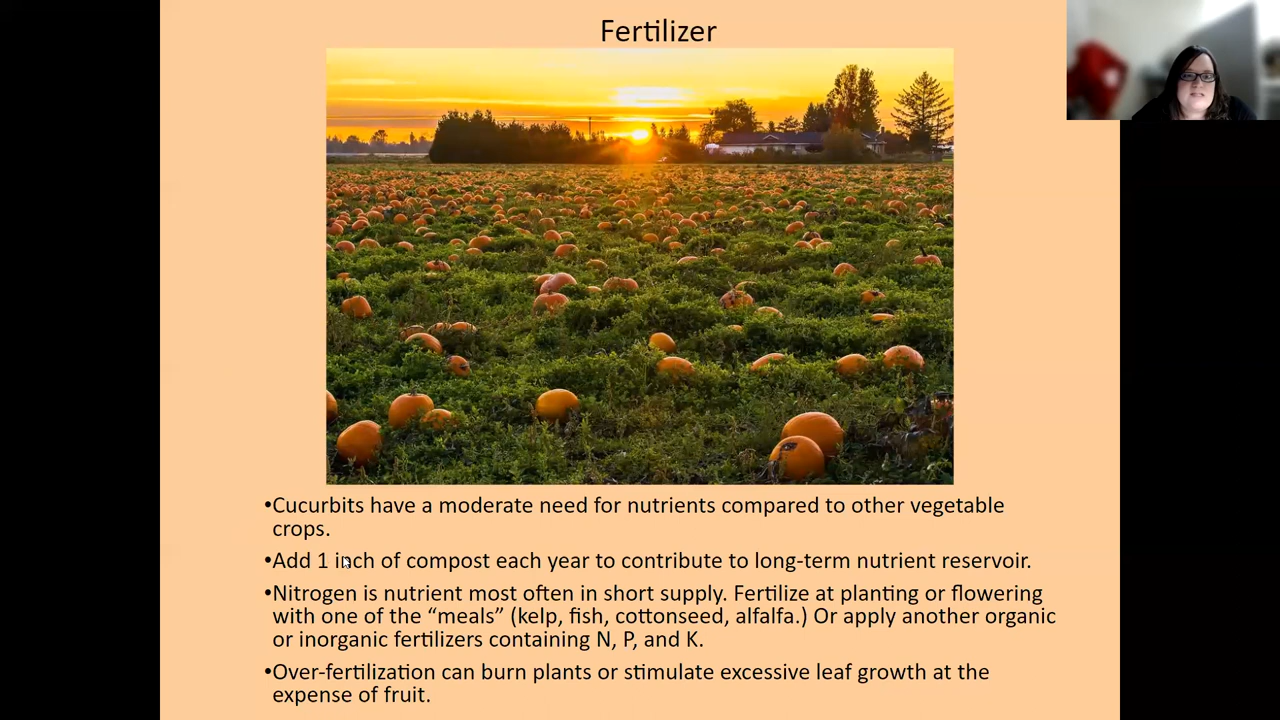 Fertilizer
•Cucurbits have a moderate need for nutrients compared to other vegetable
crops.
•Add 1 inch of compost each year to contribute to long-term nutrient reservoir.
•Nitrogen is nutrient most often in short supply. Fertilize at planting or flowering
with one of the “meals” (kelp, fish, cottonseed, alfalfa.) Or apply another organic
or inorganic fertilizers containing N, P, and K.
•Over-fertilization can burn plants or stimulate excessive leaf growth at the
expense of fruit.